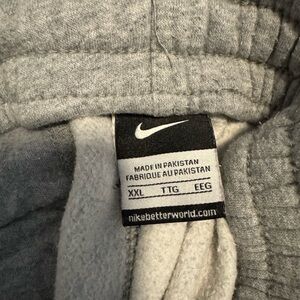 MADE IN PAKISTAN
FABRIQUE AU PAKISTAN
XXL TTG EEG
nikebetterworld.com